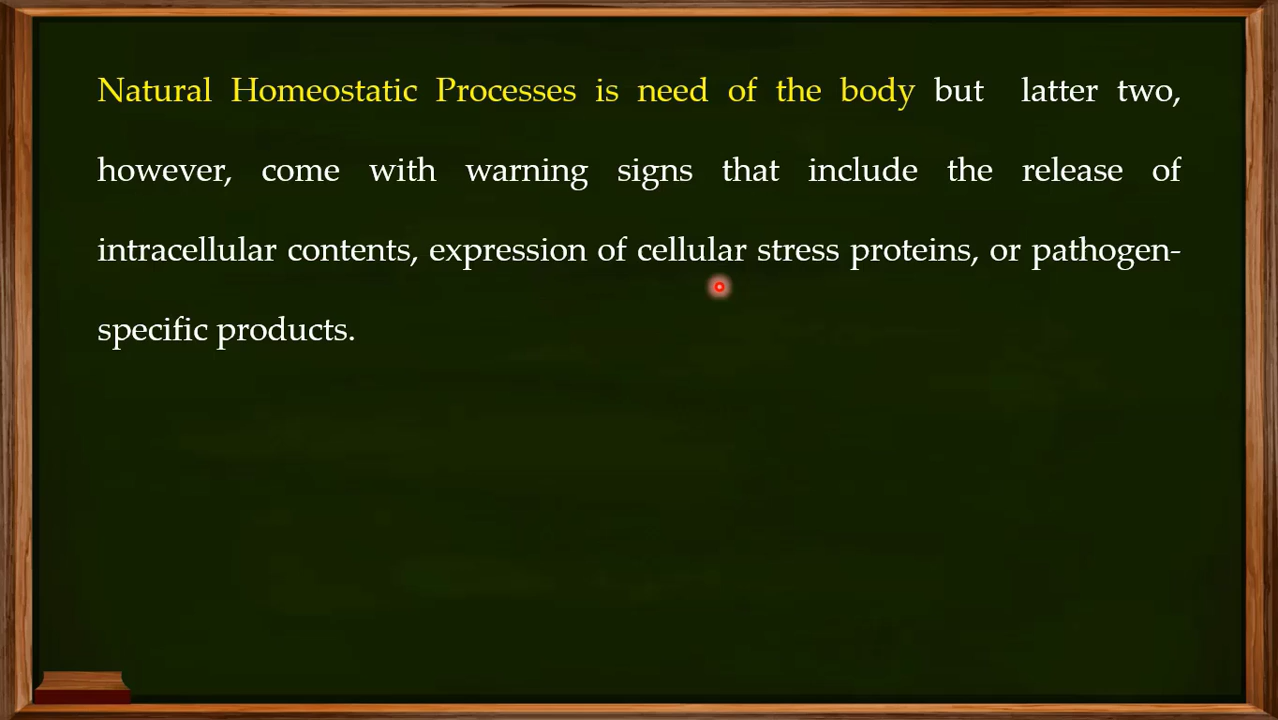 Natural Homeostatic Processes is need of the body but latter two,
however, come with warning signs that include the release of
intracellular contents, expression of cellular stress proteins, or pathogen-
specific products.